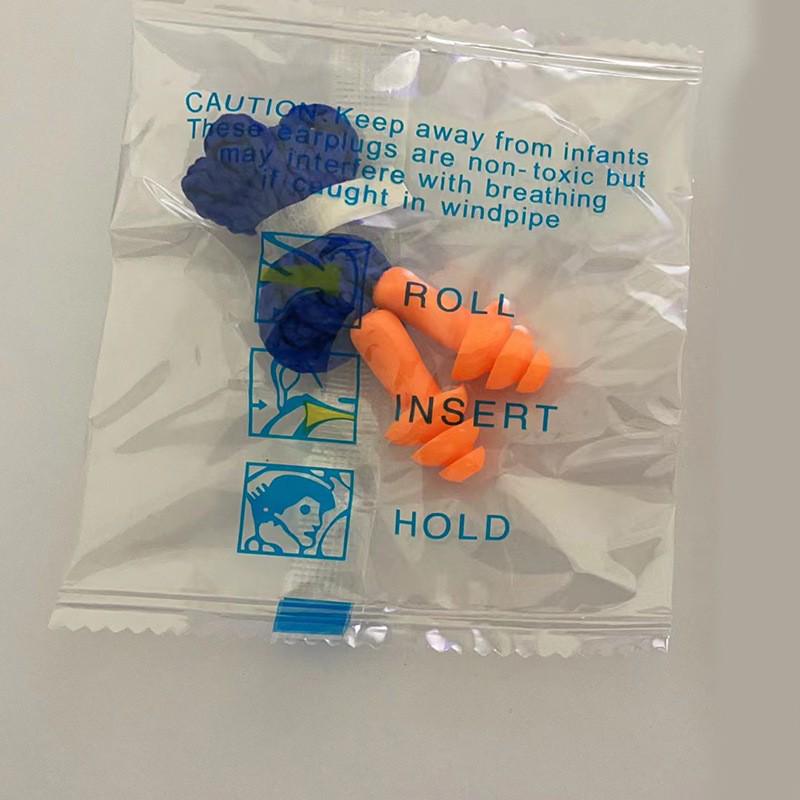 CAUTION: Keep away from infants
These earplugs are non-toxic but
may interfere with breathing
if caught in windpipe
ROLL
INSERT
HOLD